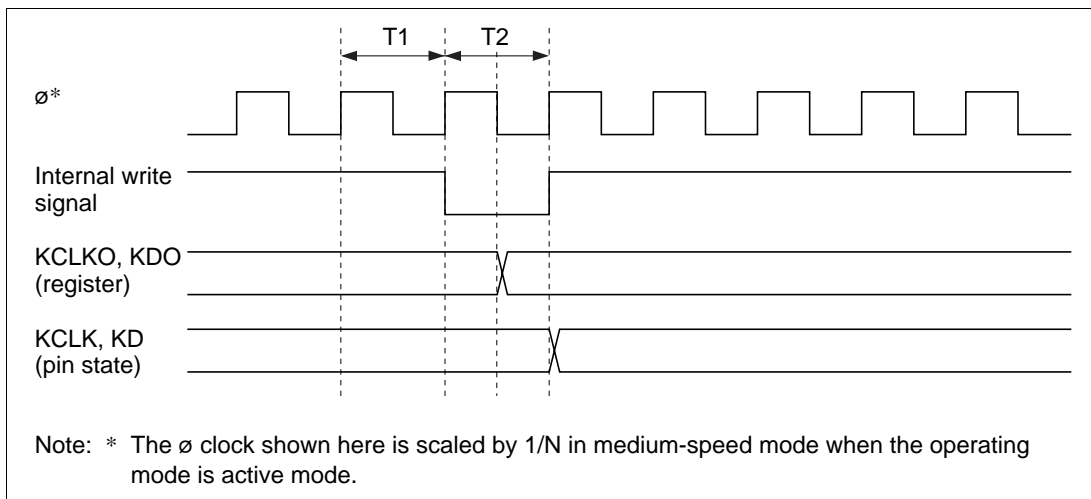 T1 T2
ø*
Internal write
signal
KCLKO, KDO
(register)
KCLK, KD
(pin state)
Note: * The ø clock shown here is scaled by 1/N in medium-speed mode when the operating
mode is active mode.